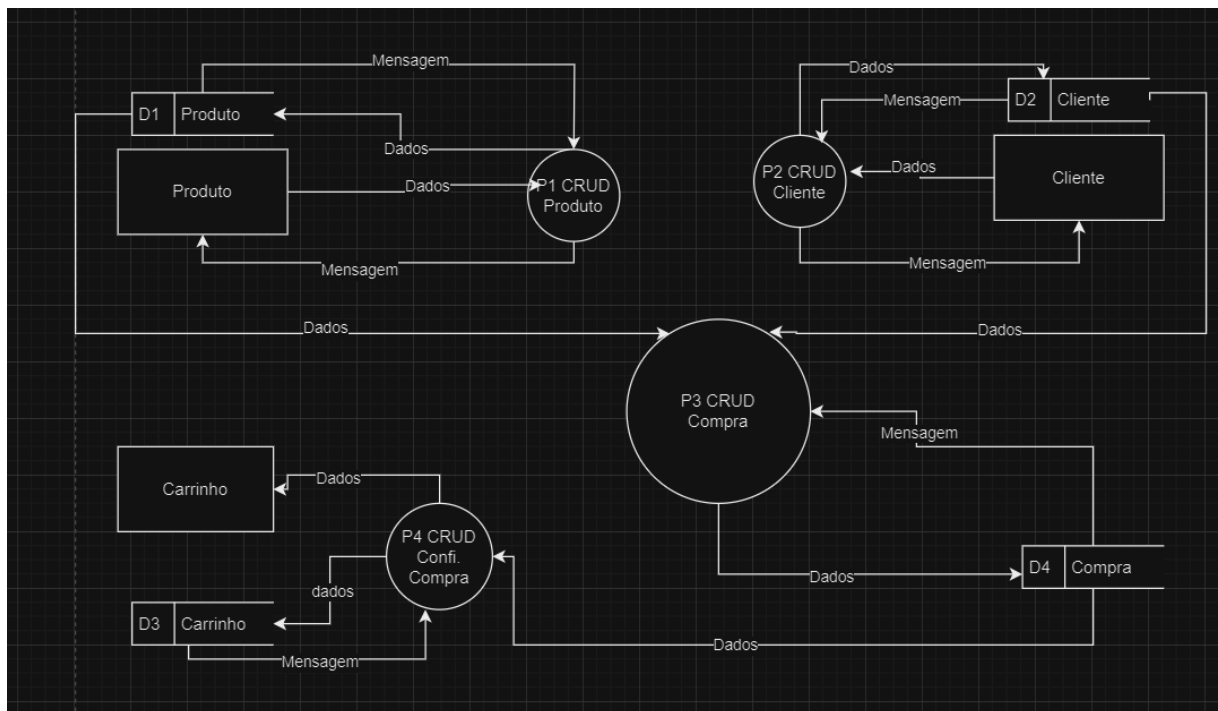 Mensagem
Dados
D1 Produto
Mensagem
D2 Cliente
Dados
Produto
Dados
P1 CRUD
Produto
P2 CRUD
Cliente
Dados
Cliente
Mensagem
Mensagem
Dados
Dados
P3 CRUD
Compra
Mensagem
Carrinho
Dados
P4 CRUD
Confi.
Compra
D4 Compra
Dados
dados
D3 Carrinho
Dados
Mensagem